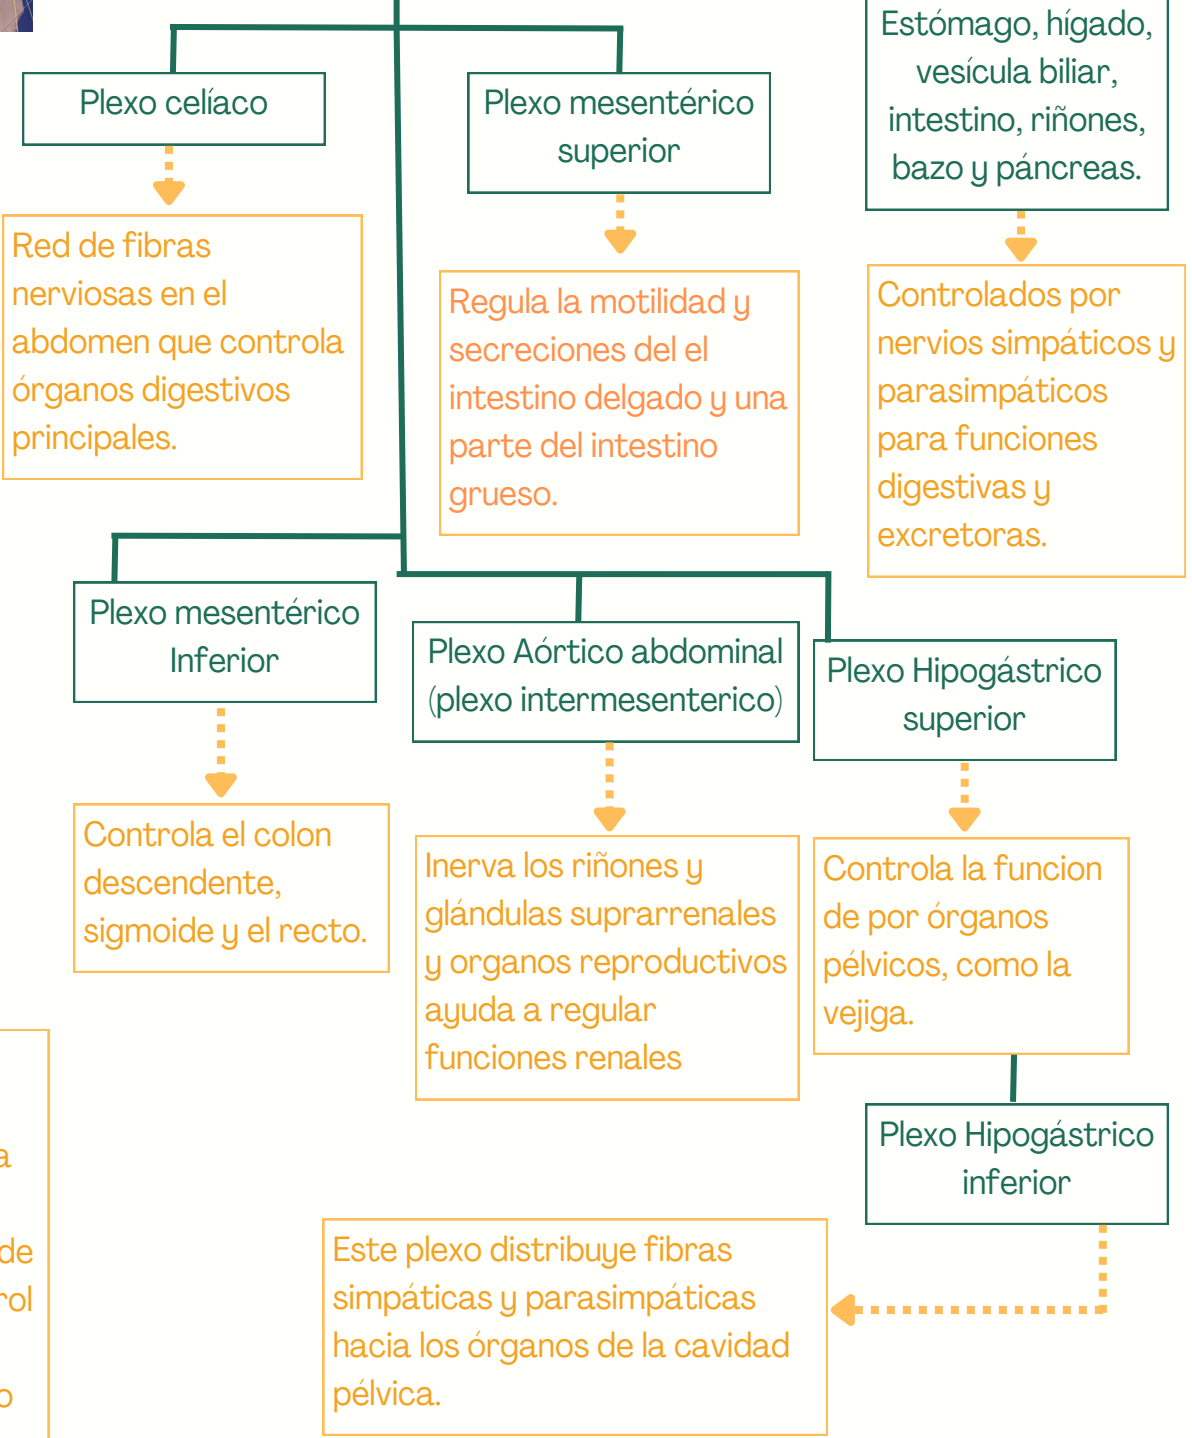 Estómago, hígado,
vesícula biliar,
intestino, riñones,
bazo y páncreas.
Plexo celíaco
Plexo mesentérico
superior
Red de fibras
nerviosas en el
abdomen que controla
órganos digestivos
principales.
Regula la motilidad y
secreciones del el
intestino delgado y una
parte del intestino
grueso.
Controlados por
nervios simpáticos y
parasimpáticos
para funciones
digestivas y
excretoras.
Plexo mesentérico
Inferior
Plexo Aórtico abdominal
(plexo intermesenterico)
Plexo Hipogástrico
superior
Controla el colon
descendente,
sigmoide y el recto.
Inerva los riñones y
glándulas suprarrenales
y organos reproductivos
ayuda a regular
funciones renales
Controla la funcion
de por órganos
pélvicos, como la
vejiga.
Plexo Hipogástrico
inferior
de
Este plexo distribuye fibras
simpáticas y parasimpáticas
hacia los órganos de la cavidad
pélvica.